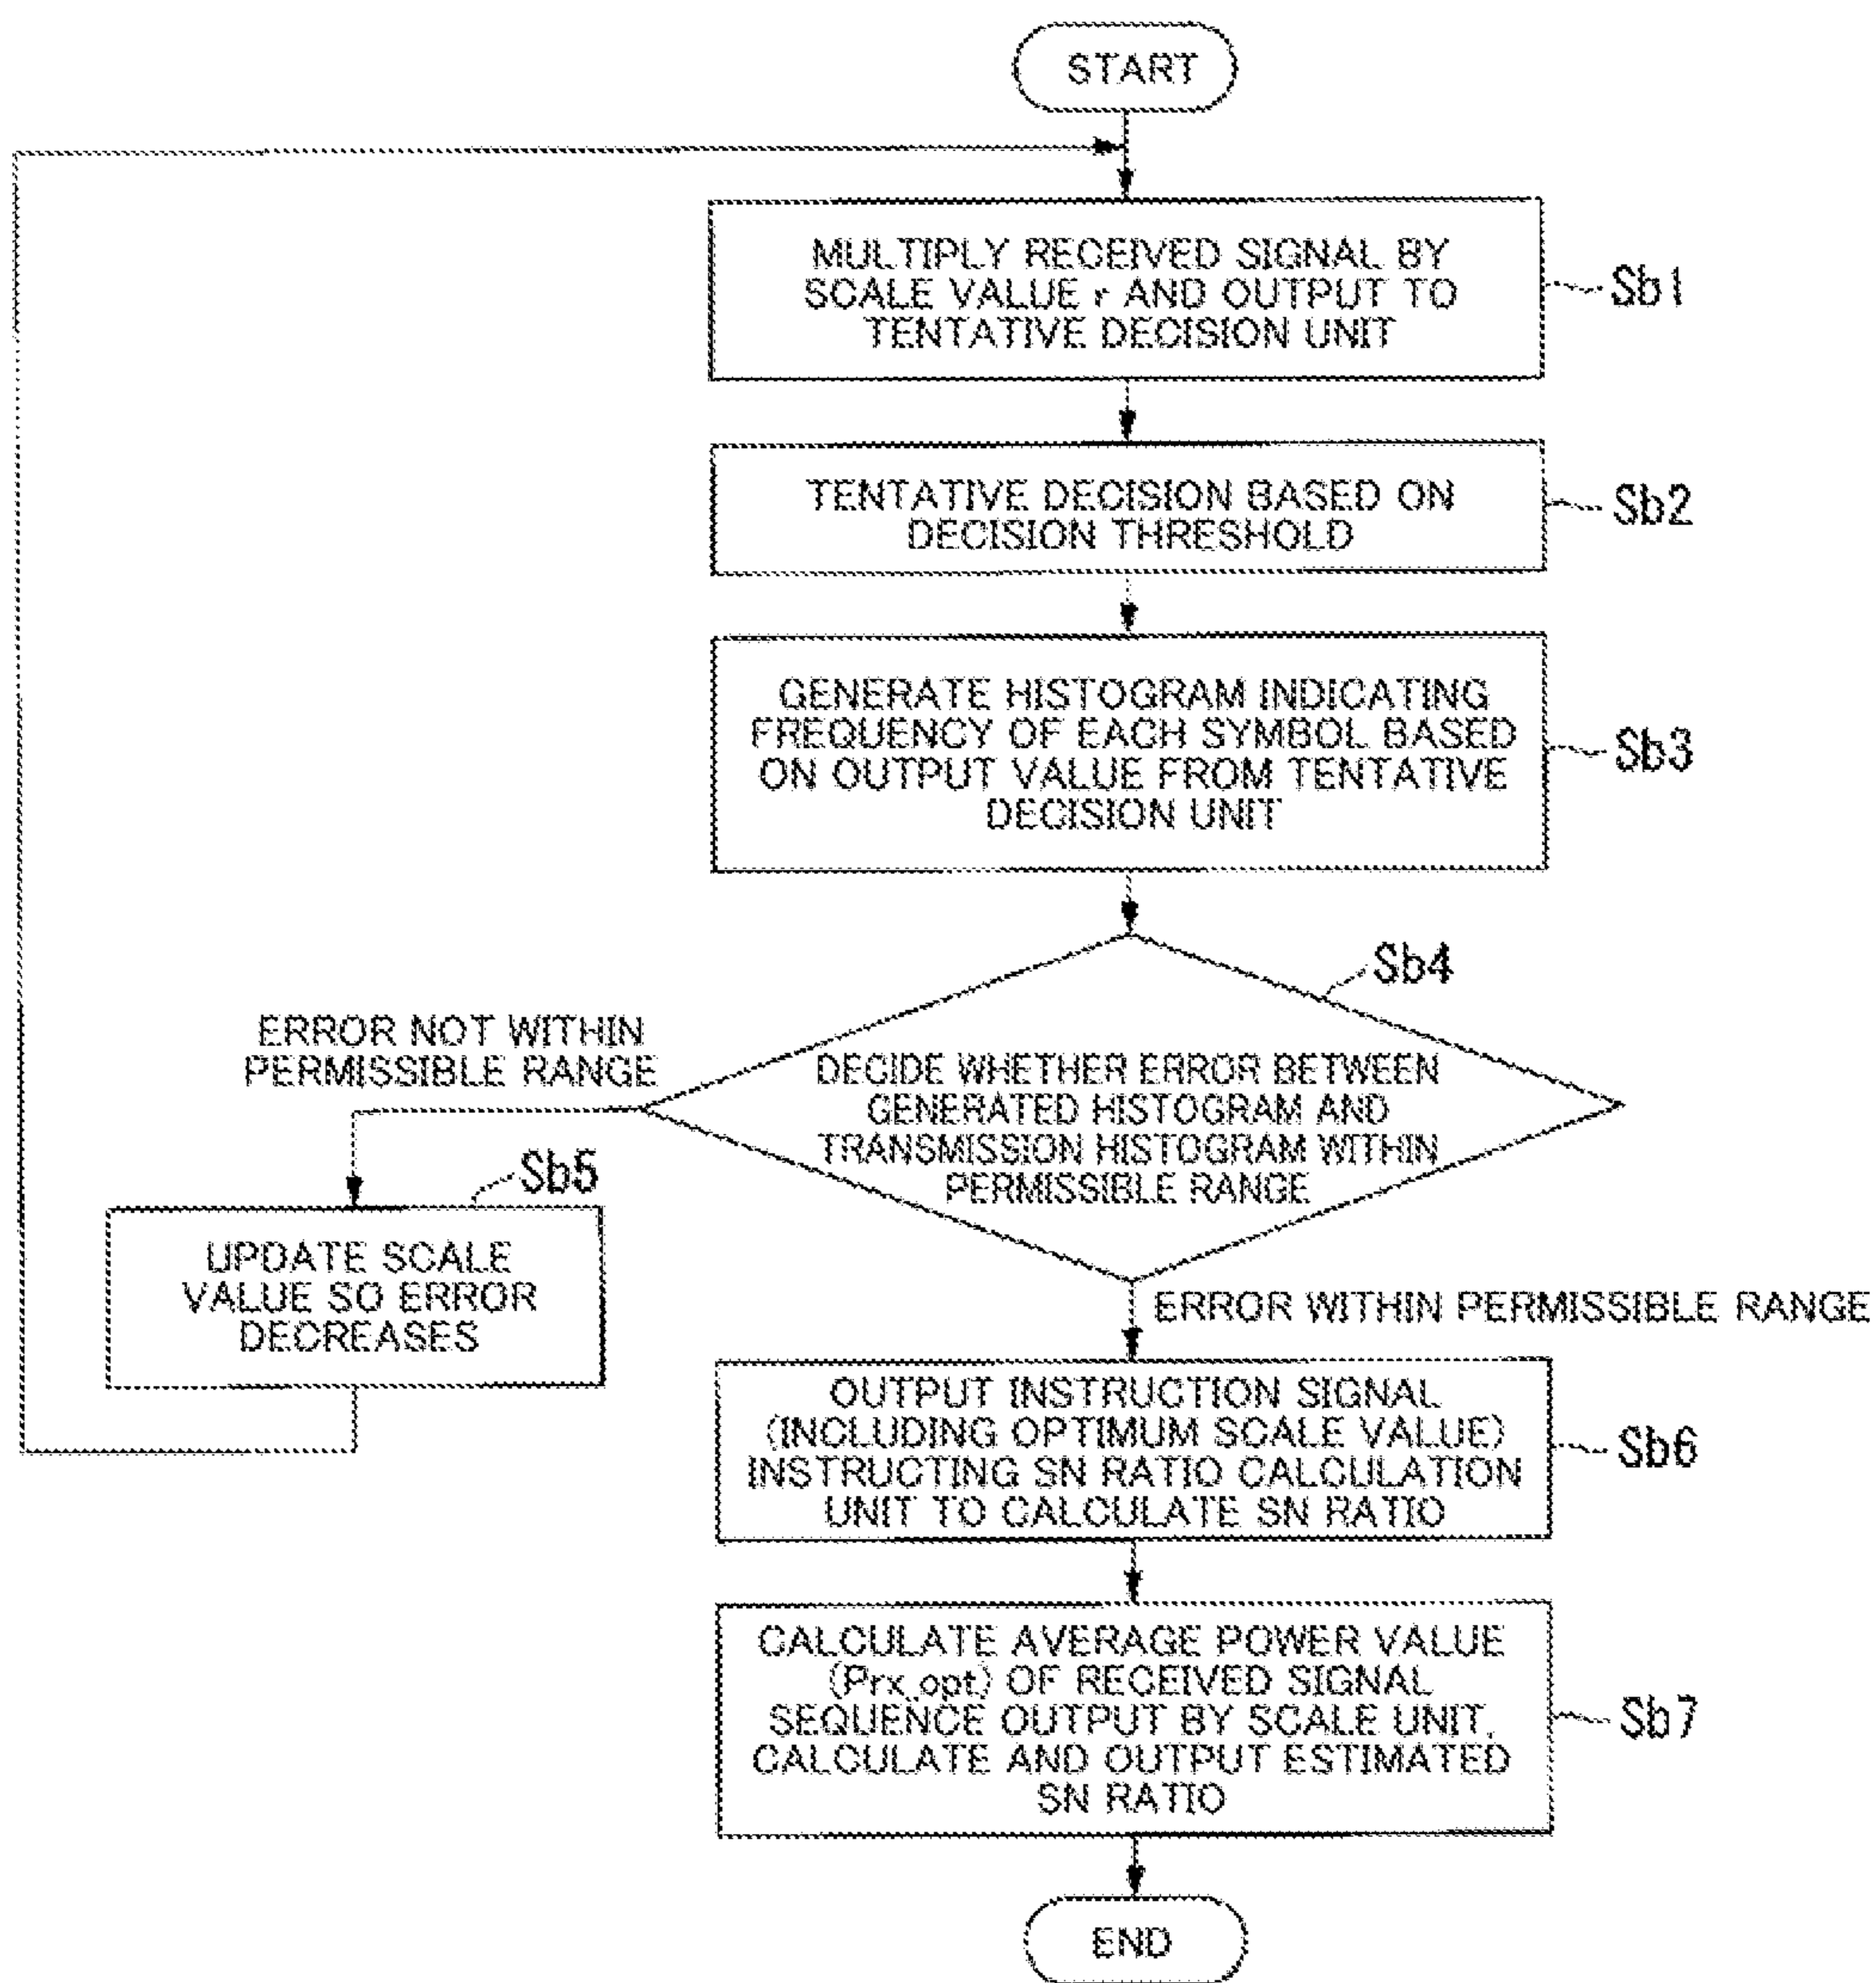 START
MULTIPLY RECEIVED SIGNAL BY
SCALE VALUE r AND OUTPUT TO
TENTATIVE DECISION UNIT
Sb1
TENTATIVE DECISION BASED ON
DECISION THRESHOLD
Sb2
GENERATE HISTOGRAM INDICATING
FREQUENCY OF EACH SYMBOL BASED
ON OUTPUT VALUE FROM TENTATIVE
DECISION UNIT
Sb3
Sb4
DECIDE WHETHER ERROR BETWEEN
GENERATED HISTOGRAM AND
TRANSMISSION HISTOGRAM WITHIN
PERMISSIBLE RANGE
ERROR NOT WITHIN
PERMISSIBLE RANGE
Sb5
UPDATE SCALE
VALUE SO ERROR
DECREASES
ERROR WITHIN PERMISSIBLE RANGE
OUTPUT INSTRUCTION SIGNAL
(INCLUDING OPTIMUM SCALE VALUE)
INSTRUCTING SN RATIO CALCULATION
UNIT TO CALCULATE SN RATIO
Sb6
CALCULATE AVERAGE POWER VALUE
(Prx_opt) OF RECEIVED SIGNAL
SEQUENCE OUTPUT BY SCALE UNIT,
CALCULATE AND OUTPUT ESTIMATED
SN RATIO
Sb7
END